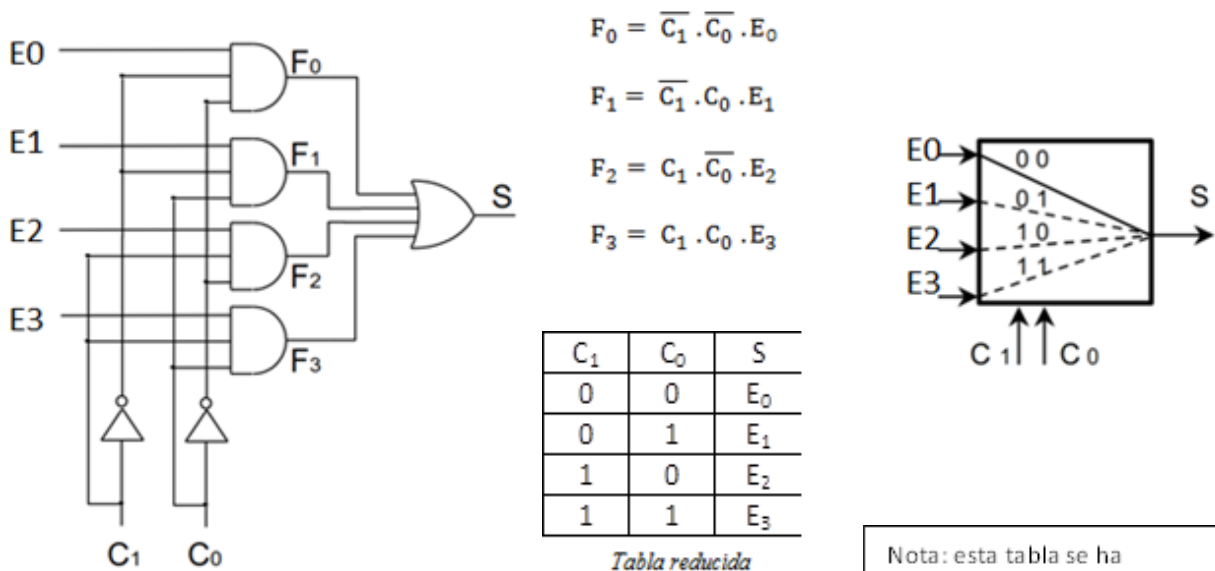 E0
E1
E2
E3
F₀
F₁
F₂
F₃
S
C₁
C₀
F₀ = C̅₁ . C̅₀ . E₀
F₁ = C̅₁ . C₀ . E₁
F₂ = C₁ . C̅₀ . E₂
F₃ = C₁ . C₀ . E₃
C₁ C₀ S
0 0 E₀
0 1 E₁
1 0 E₂
1 1 E₃
Tabla reducida
E0
E1
E2
E3
0 0
0 1
1 0
1 1
S
C 1
C 0
Nota: esta tabla se ha